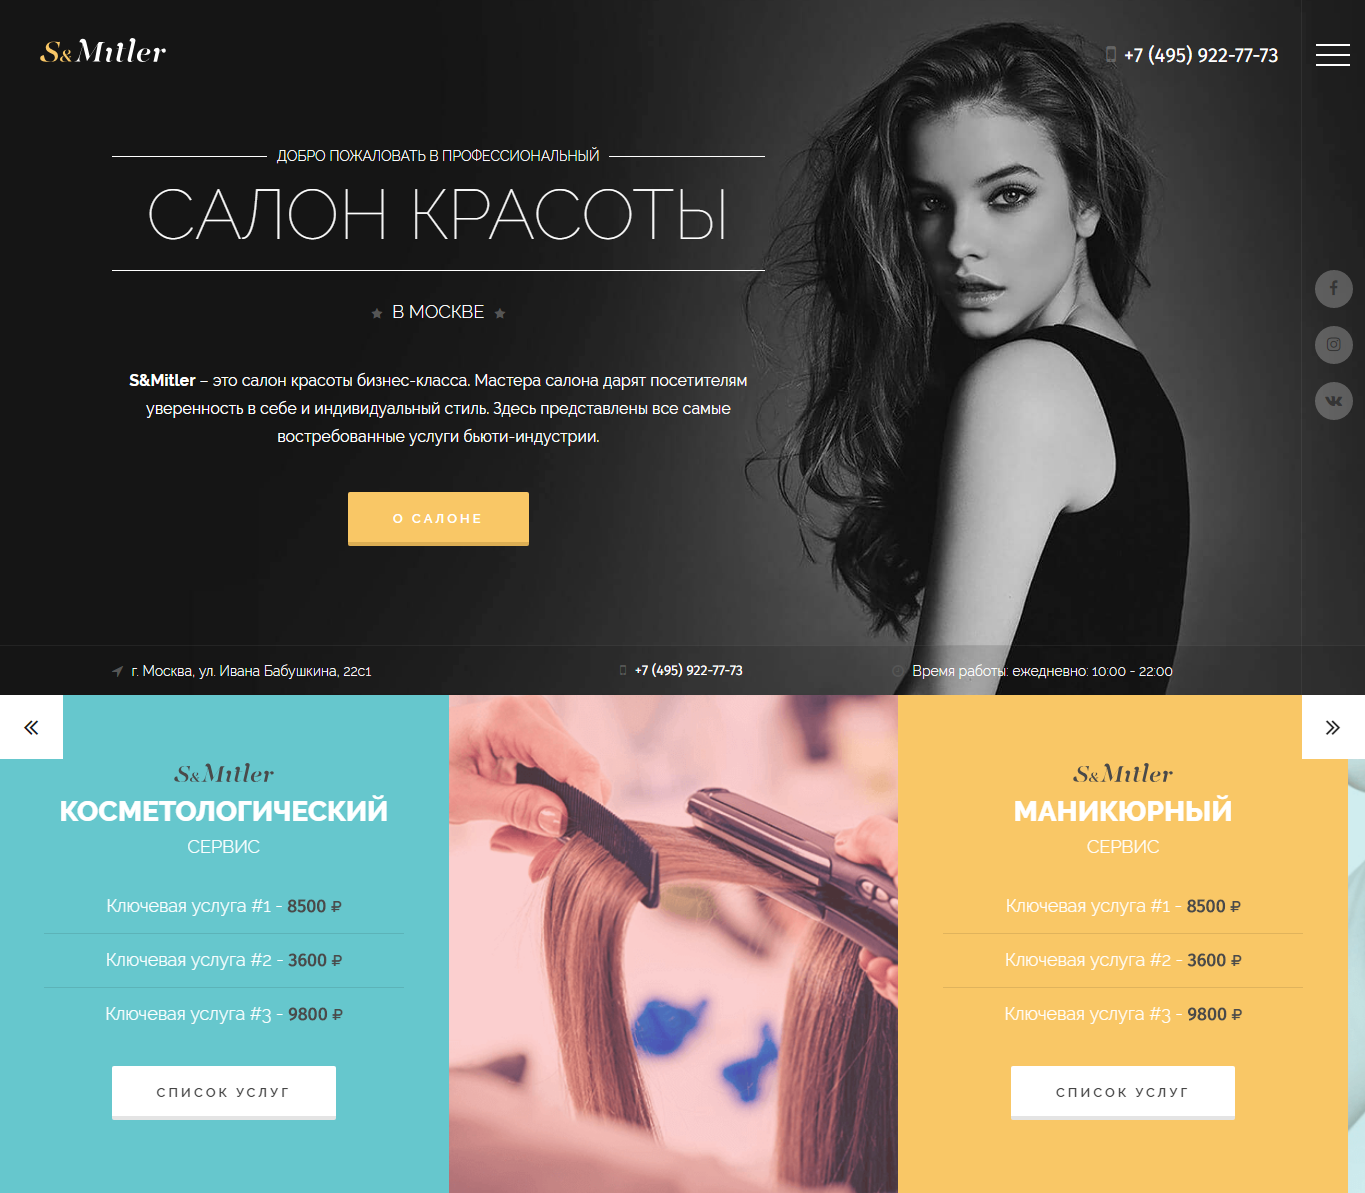 S&Mitler
+7 (495) 922-77-73
ДОБРО ПОЖАЛОВАТЬ В ПРОФЕССИОНАЛЬНЫЙ
САЛОН КРАСОТЫ
В МОСКВЕ
S&Mitler – это салон красоты бизнес-класса. Мастера салона дарят посетителям
уверенность в себе и индивидуальный стиль. Здесь представлены все самые
востребованные услуги бьюти-индустрии.
О САЛОНЕ
г. Москва, ул. Ивана Бабушкина, 22с1
+7 (495) 922-77-73
Время работы: ежедневно: 10:00 - 22:00
S&Mitler
КОСМЕТОЛОГИЧЕСКИЙ
СЕРВИС
Ключевая услуга #1 - 8500 ₽
Ключевая услуга #2 - 3600 ₽
Ключевая услуга #3 - 9800 ₽
СПИСОК УСЛУГ
S&Mitler
МАНИКЮРНЫЙ
СЕРВИС
Ключевая услуга #1 - 8500 ₽
Ключевая услуга #2 - 3600 ₽
Ключевая услуга #3 - 9800 ₽
СПИСОК УСЛУГ